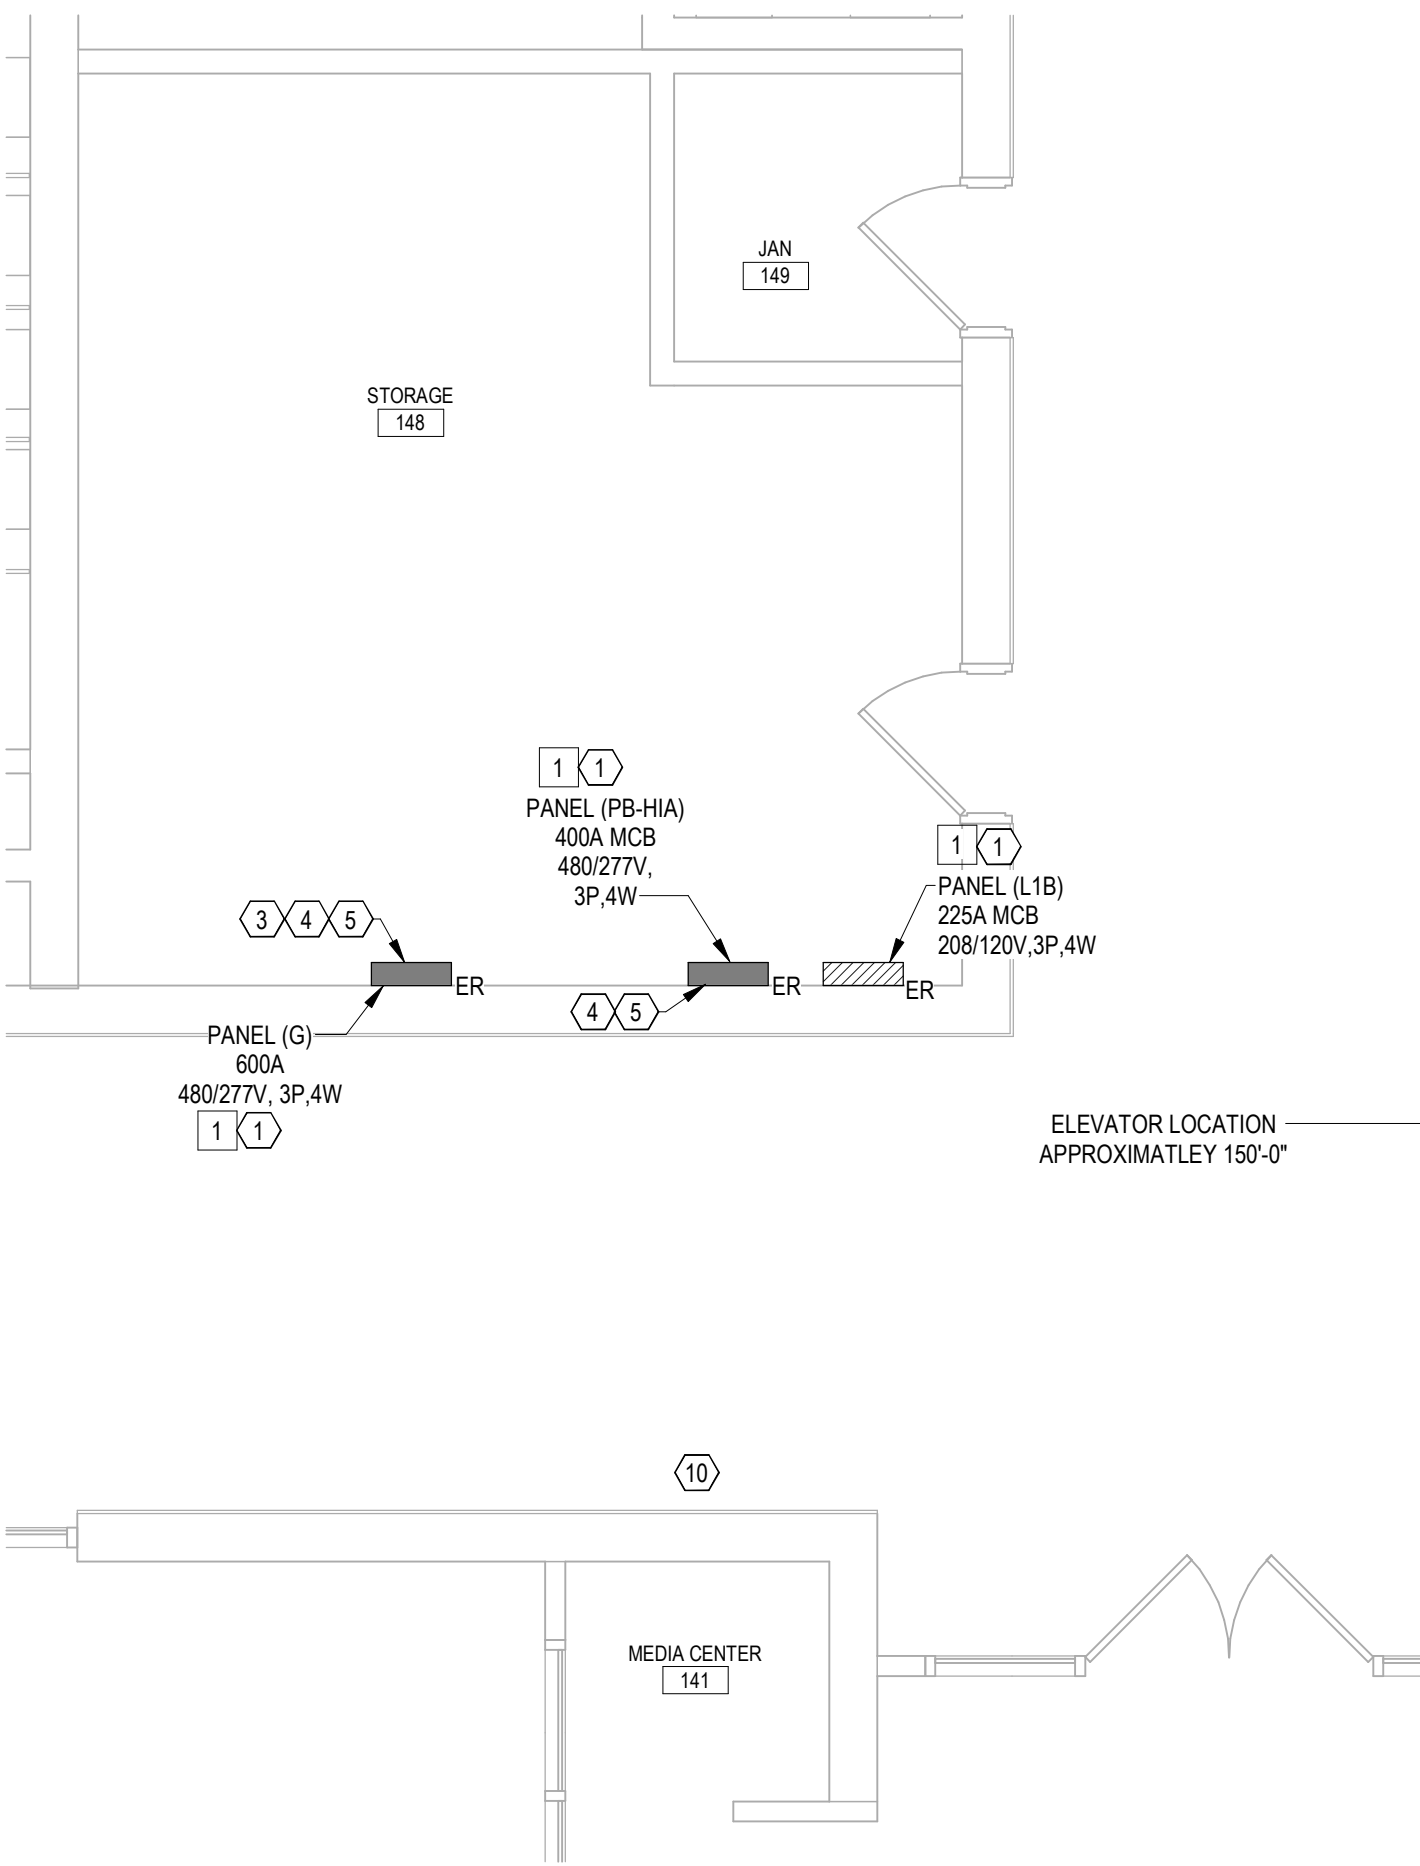 JAN
149
STORAGE
148
1 1
PANEL (PB-HIA)
400A MCB
480/277V,
3P,4W
1 1
PANEL (L1B)
225A MCB
208/120V,3P,4W
3 4 5
ER
ER
ER
4 5
PANEL (G)
600A
480/277V, 3P,4W
1 1
ELEVATOR LOCATION
APPROXIMATLEY 150'-0"
10
MEDIA CENTER
141